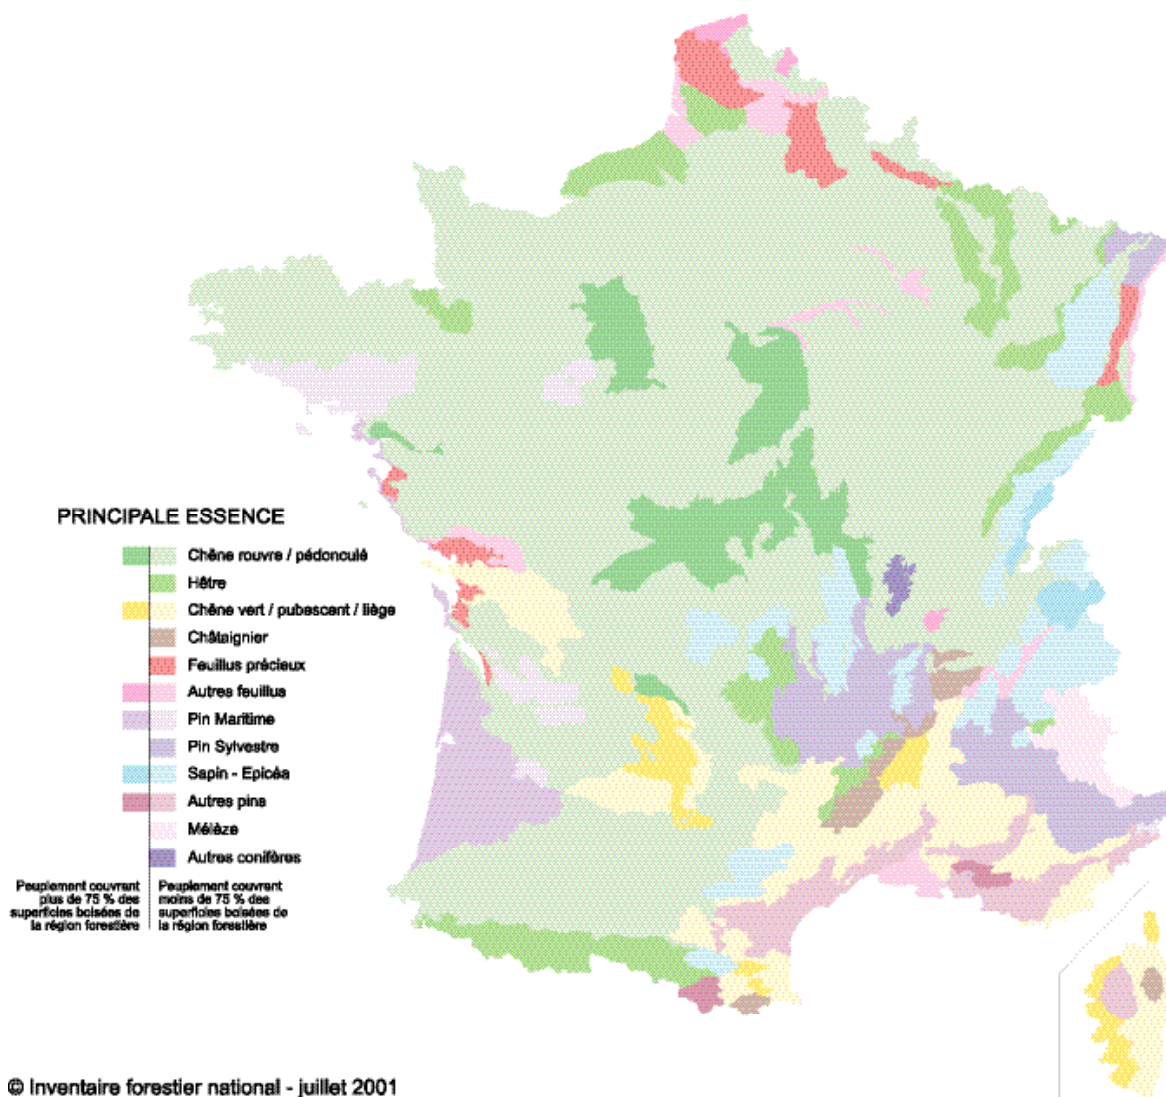 PRINCIPALE ESSENCE
Chêne rouvre / pédonculé
Hêtre
Chêne vert / pubescent / liège
Châtaignier
Feuillus précieux
Autres feuillus
Pin Maritime
Pin Sylvestre
Sapin - Epicéa
Autres pins
Mélèze
Autres conifères
Peuplement couvrant
plus de 75 % des
superficies boisées de
la région forestière
Peuplement couvrant
moins de 75 % des
superficies boisées de
la région forestière
© Inventaire forestier national - juillet 2001